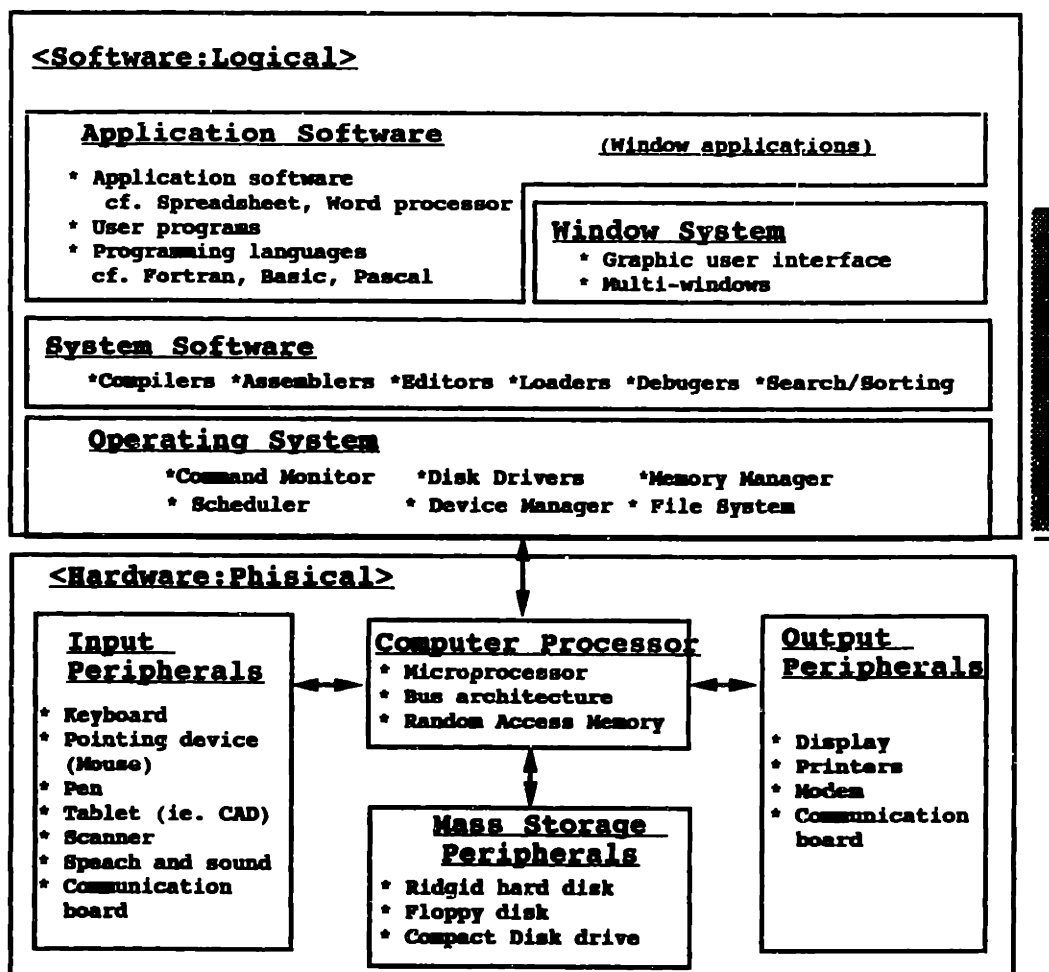 <Software:Logical>
Application Software
(Window applications)
* Application software
cf. Spreadsheet, Word processor
* User programs
* Programming languages
cf. Fortran, Basic, Pascal
Window System
* Graphic user interface
* Multi-windows
System Software
*Compilers *Assemblers *Editors *Loaders *Debugers *Search/Sorting
Operating System
*Command Monitor *Disk Drivers *Memory Manager
* Scheduler * Device Manager * File System
<Hardware:Phisical>
Input
Peripherals
* Keyboard
* Pointing device
(Mouse)
* Pen
* Tablet (ie. CAD)
* Scanner
* Speach and sound
* Communication
board
Computer Processor
* Microprocessor
* Bus architecture
* Random Access Memory
Mass Storage
Peripherals
* Ridgid hard disk
* Floppy disk
* Compact Disk drive
Output
Peripherals
* Display
* Printers
* Modem
* Communication
board